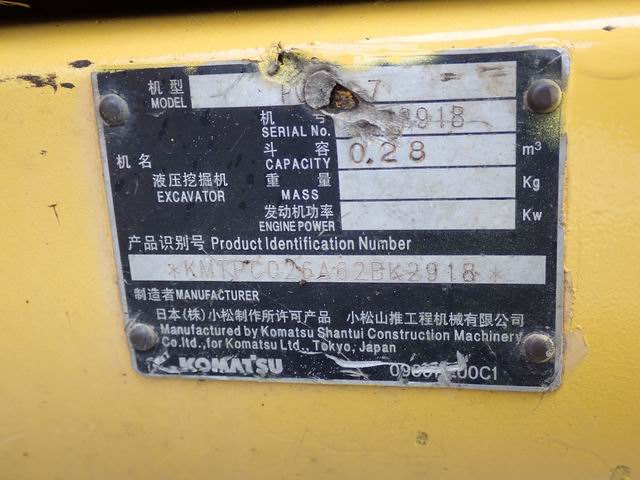 机型
MODEL
机号
SERIAL No. 918
斗容
CAPACITY 0.28 m³
机名
液压挖掘机
EXCAVATOR
重量
MASS Kg
发动机功率
ENGINE POWER Kw
产品识别号 Product Identification Number
*KMTPC026A62BK2918*
制造者MANUFACTURER
日本(株)小松制作所许可产品 小松山推工程机械有限公司
Manufactured by Komatsu Shantui Construction Machinery
Co.ltd.,for Komatsu Ltd., Tokyo, Japan
KOMATSU